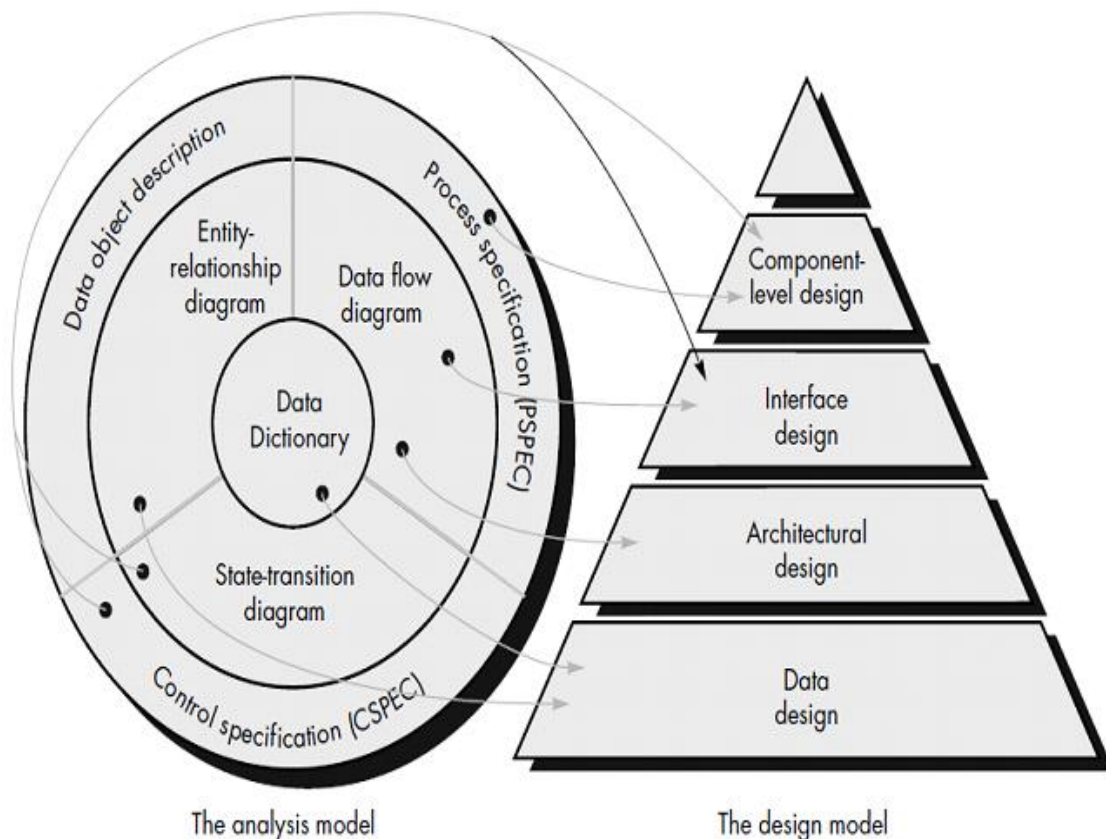 Data object description
Entity-
relationship
diagram
Data flow
diagram
Process specification (PSPEC)
Data
Dictionary
State-transition
diagram
Control specification (CSPEC)
The analysis model
Component-
level design
Interface
design
Architectural
design
Data
design
The design model